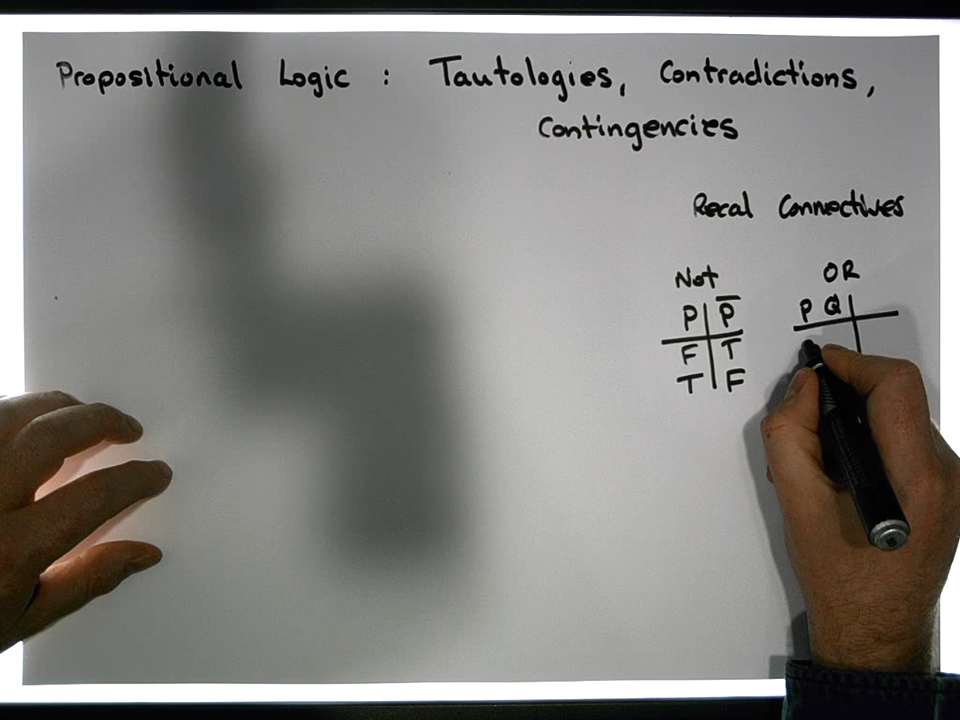 Propositional Logic : Tautologies, Contradictions,
Contingencies
Recal Connectives
Not
P P̅
F T
T F
OR
P Q